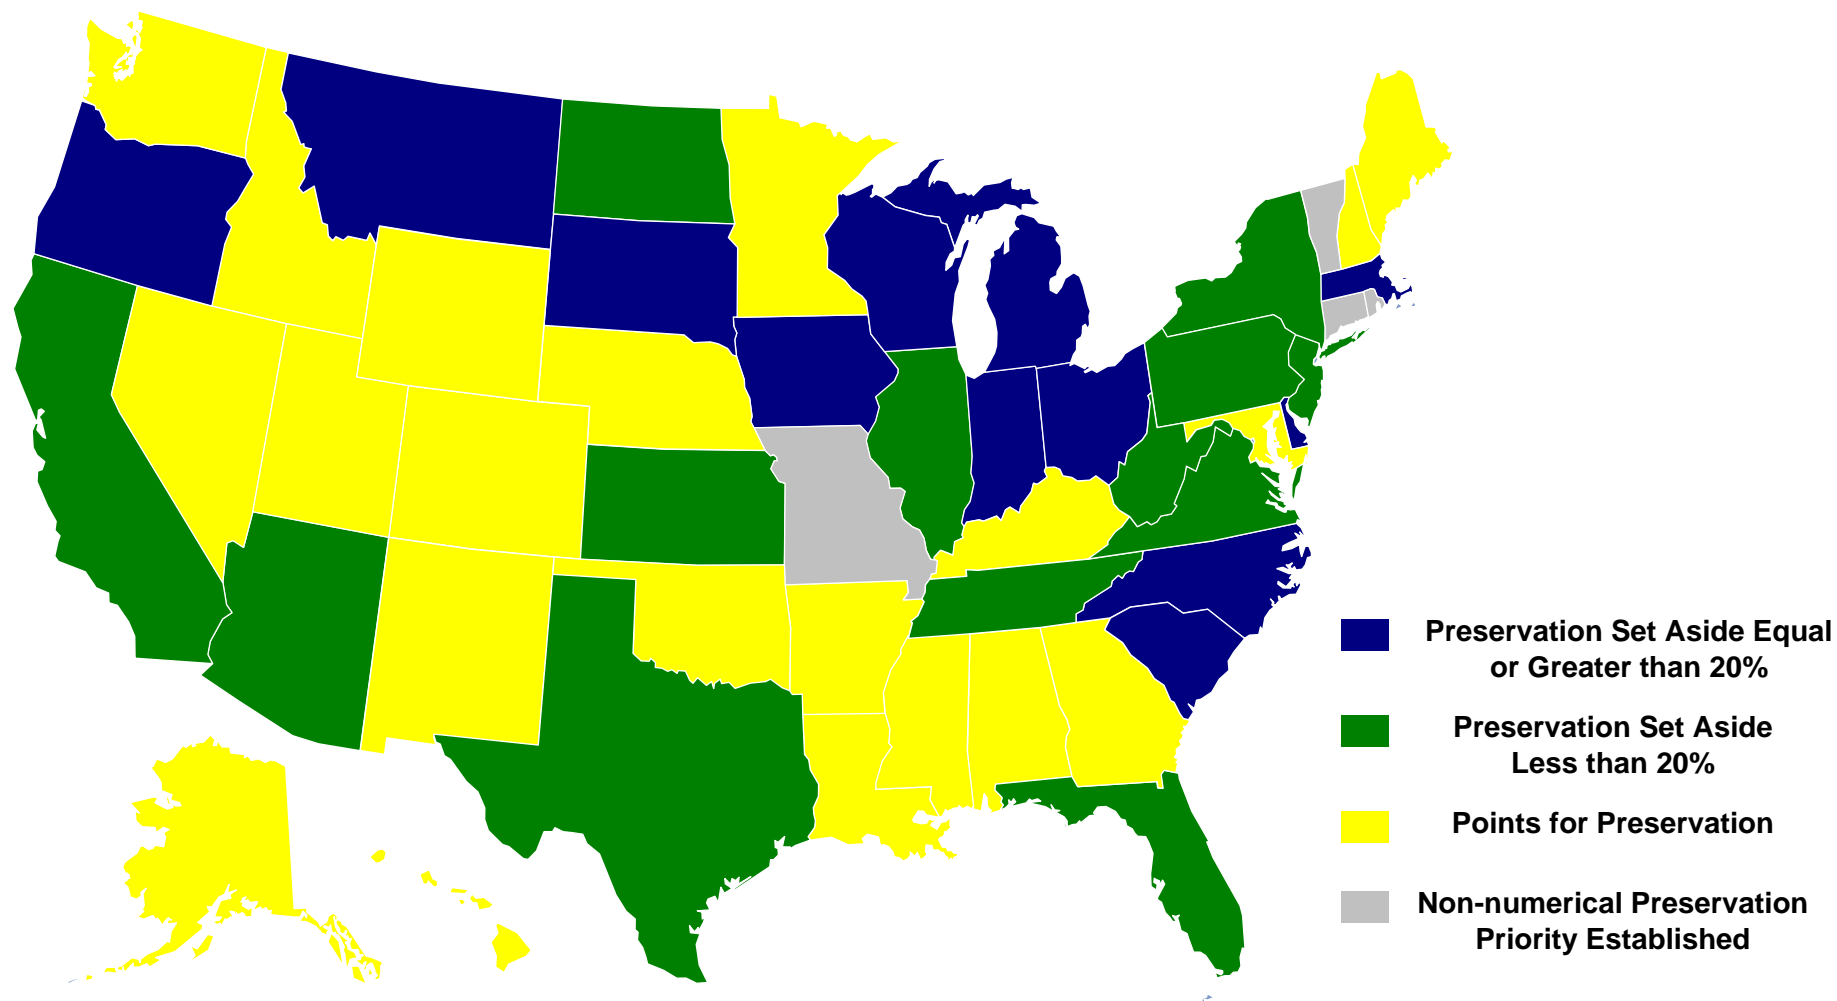 Preservation Set Aside Equal
or Greater than 20%
Preservation Set Aside
Less than 20%
Points for Preservation
Non-numerical Preservation
Priority Established